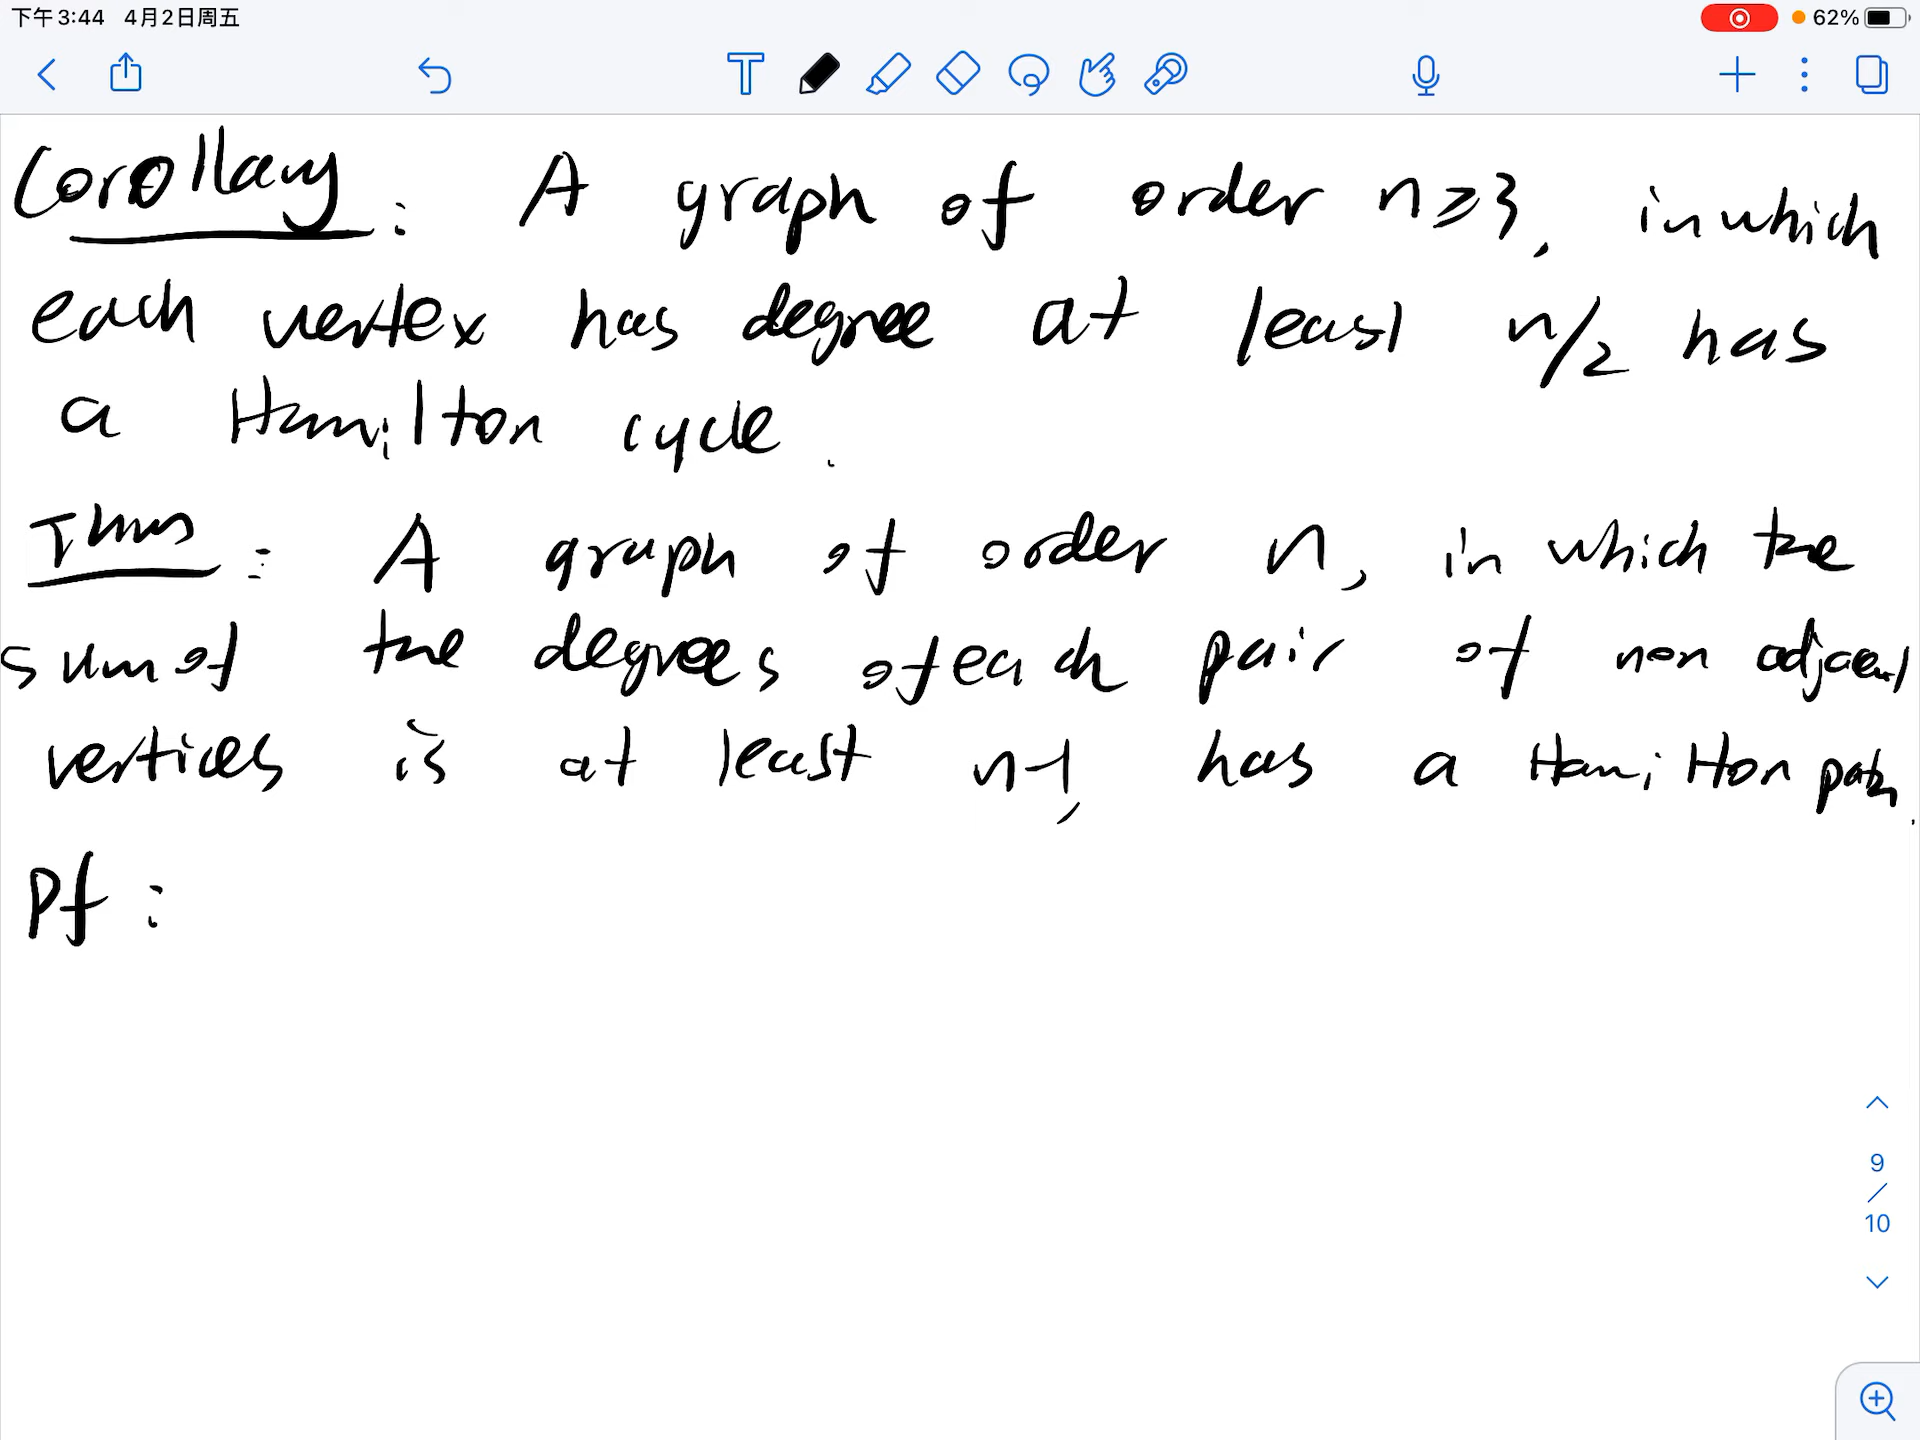 下午3:44 4月2日周五
62%
T
Corollary : A graph of order n≥3, in which
each vertex has degree at least n/2 has
a Hamilton cycle.
Thm : A graph of order n, in which the
sum of the degrees of each pair of non adjacent
vertices is at least n-1, has a Hamilton path.
Pf :
9
/
10